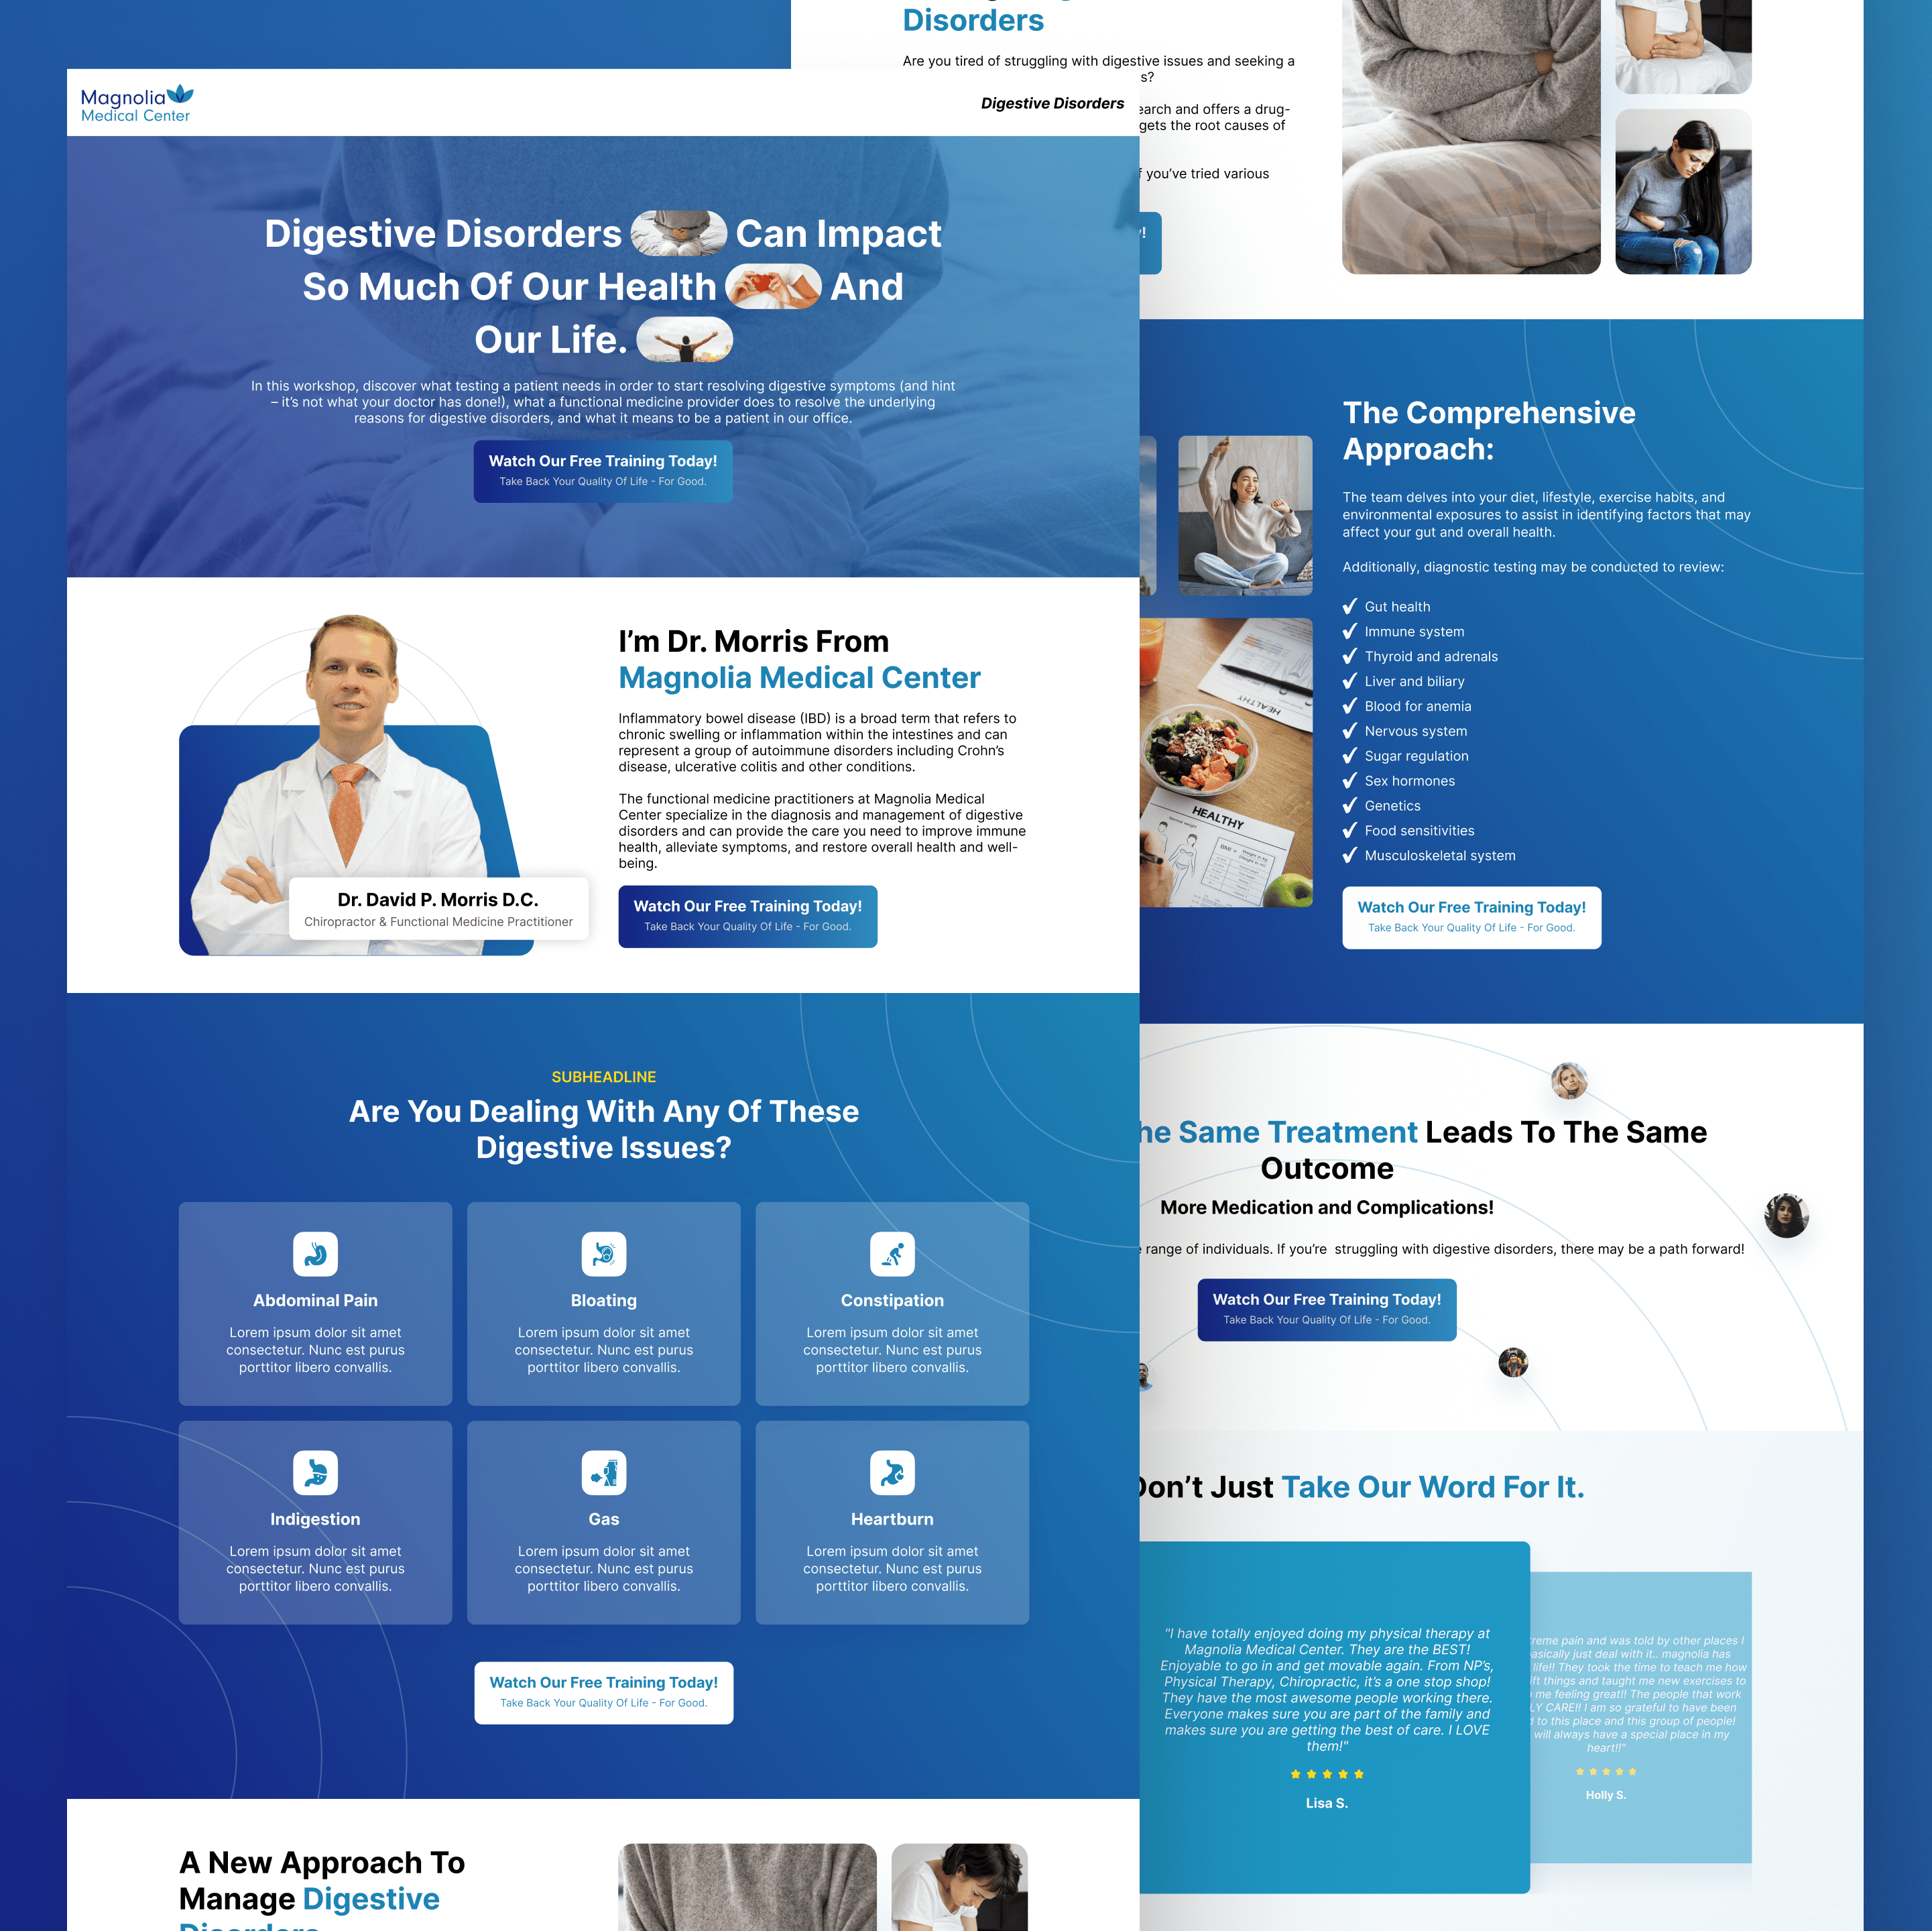 Magnolia
Medical Center
Digestive Disorders
Digestive Disorders Can Impact
So Much Of Our Health And
Our Life.
In this workshop, discover what testing a patient needs in order to start resolving digestive symptoms (and hint
– it’s not what your doctor has done!), what a functional medicine provider does to resolve the underlying
reasons for digestive disorders, and what it means to be a patient in our office.
Watch Our Free Training Today!
Take Back Your Quality Of Life - For Good.
I’m Dr. Morris From
Magnolia Medical Center
Inflammatory bowel disease (IBD) is a broad term that refers to
chronic swelling or inflammation within the intestines and can
represent a group of autoimmune disorders including Crohn’s
disease, ulcerative colitis and other conditions.
The functional medicine practitioners at Magnolia Medical
Center specialize in the diagnosis and management of digestive
disorders and can provide the care you need to improve immune
health, alleviate symptoms, and restore overall health and well-
being.
Dr. David P. Morris D.C.
Chiropractor & Functional Medicine Practitioner
Watch Our Free Training Today!
Take Back Your Quality Of Life - For Good.
SUBHEADLINE
Are You Dealing With Any Of These
Digestive Issues?
Abdominal Pain
Lorem ipsum dolor sit amet
consectetur. Nunc est purus
porttitor libero convallis.
Bloating
Lorem ipsum dolor sit amet
consectetur. Nunc est purus
porttitor libero convallis.
Constipation
Lorem ipsum dolor sit amet
consectetur. Nunc est purus
porttitor libero convallis.
Indigestion
Lorem ipsum dolor sit amet
consectetur. Nunc est purus
porttitor libero convallis.
Gas
Lorem ipsum dolor sit amet
consectetur. Nunc est purus
porttitor libero convallis.
Heartburn
Lorem ipsum dolor sit amet
consectetur. Nunc est purus
porttitor libero convallis.
Watch Our Free Training Today!
Take Back Your Quality Of Life - For Good.
A New Approach To
Manage Digestive
Disorders
Disorders
Are you tired of struggling with digestive issues and seeking a
s?
earch and offers a drug-
gets the root causes of
you’ve tried various
The Comprehensive
Approach:
The team delves into your diet, lifestyle, exercise habits, and
environmental exposures to assist in identifying factors that may
affect your gut and overall health.
Additionally, diagnostic testing may be conducted to review:
Gut health
Immune system
Thyroid and adrenals
Liver and biliary
Blood for anemia
Nervous system
Sugar regulation
Sex hormones
Genetics
Food sensitivities
Musculoskeletal system
HEALTHY
HEALTHY
BMI
Watch Our Free Training Today!
Take Back Your Quality Of Life - For Good.
he Same Treatment Leads To The Same
Outcome
More Medication and Complications!
range of individuals. If you’re struggling with digestive disorders, there may be a path forward!
Watch Our Free Training Today!
Take Back Your Quality Of Life - For Good.
Don’t Just Take Our Word For It.
"I have totally enjoyed doing my physical therapy at
Magnolia Medical Center. They are the BEST!
Enjoyable to go in and get movable again. From NP’s,
Physical Therapy, Chiropractic, it’s a one stop shop!
They have the most awesome people working there.
Everyone makes sure you are part of the family and
makes sure you are getting the best of care. I LOVE
them!"
Lisa S.
treme pain and was told by other places I
asically just deal with it.. magnolia has
life!! They took the time to teach me how
ift things and taught me new exercises to
me feeling great!! The people that work
LY CARE!! I am so grateful to have been
d to this place and this group of people!
will always have a special place in my
heart!!"
Holly S.